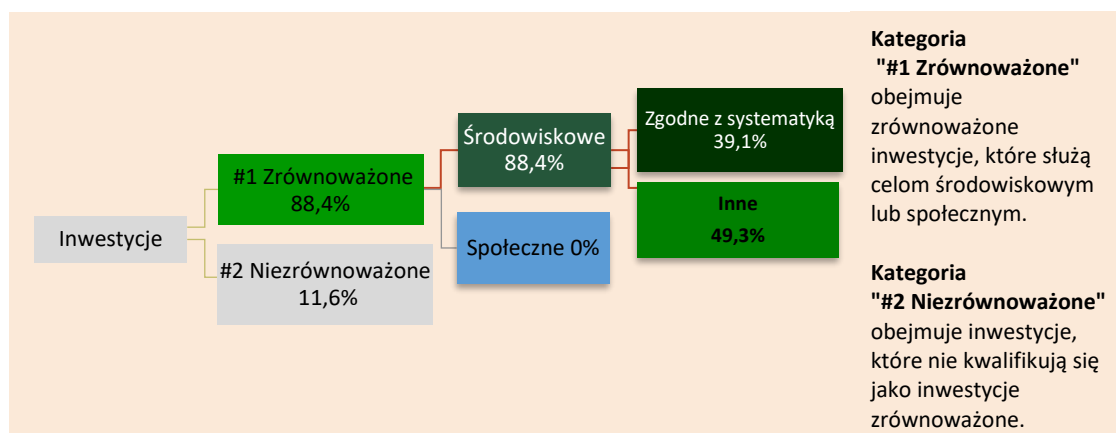 Inwestycje
#1 Zrównoważone
88,4%
#2 Niezrównoważone
11,6%
Środowiskowe
88,4%
Społeczne 0%
Zgodne z systematyką
39,1%
Inne
49,3%
Kategoria
"#1 Zrównoważone"
obejmuje
zrównoważone
inwestycje, które służą
celom środowiskowym
lub społecznym.
Kategoria
"#2 Niezrównoważone"
obejmuje inwestycje,
które nie kwalifikują się
jako inwestycje
zrównoważone.